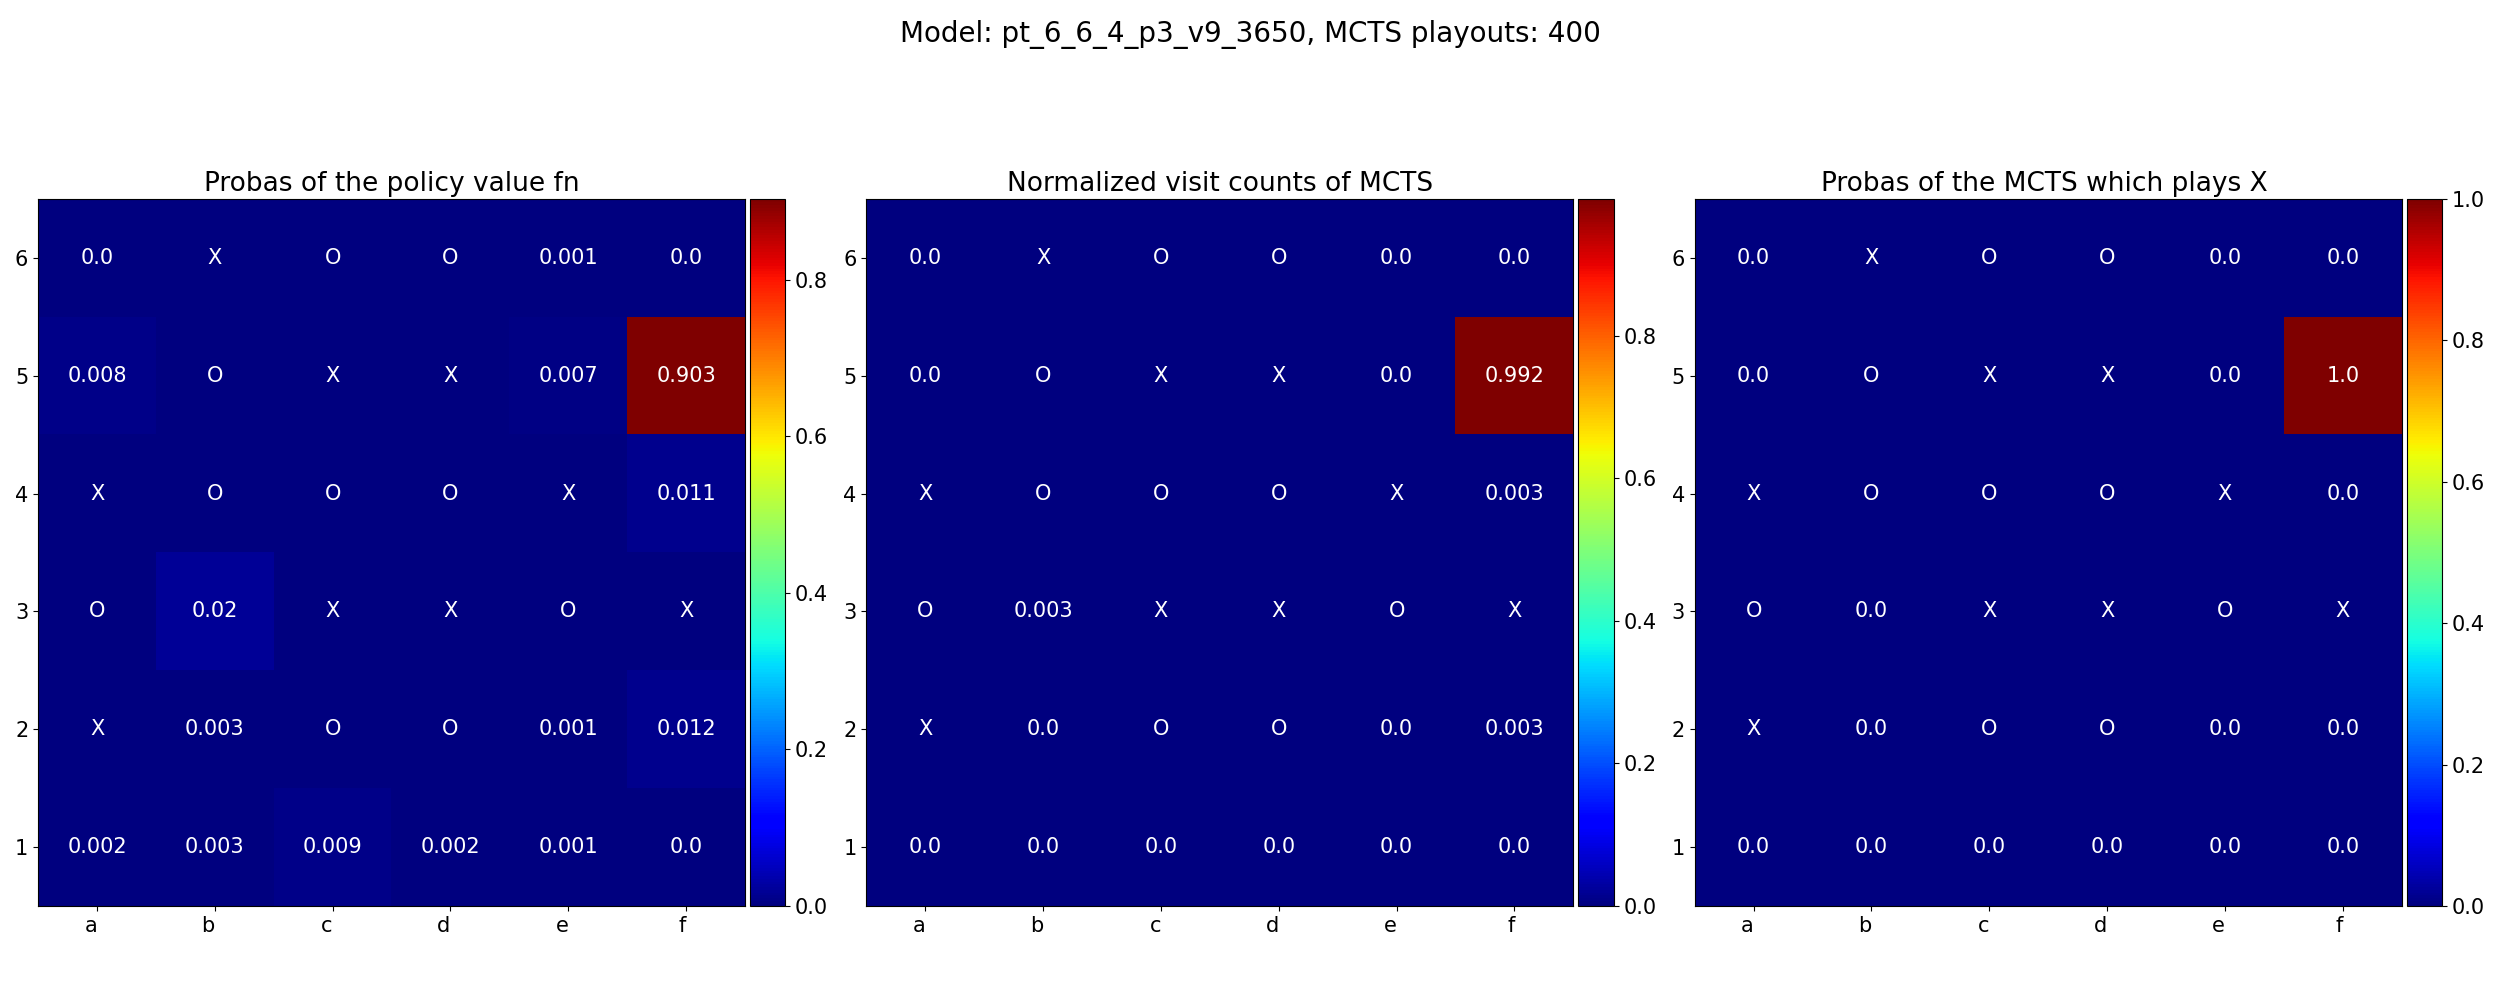 Model: pt_6_6_4_p3_v9_3650, MCTS playouts: 400
Probas of the policy value fn
6 0.0 X O O 0.001 0.0
5 0.008 O X X 0.007 0.903
4 X O O O X 0.011
3 O 0.02 X X O X
2 X 0.003 O O 0.001 0.012
1 0.002 0.003 0.009 0.002 0.001 0.0
a b c d e f
0.8
0.6
0.4
0.2
0.0
Normalized visit counts of MCTS
6 0.0 X O O 0.0 0.0
5 0.0 O X X 0.0 0.992
4 X O O O X 0.003
3 O 0.003 X X O X
2 X 0.0 O O 0.0 0.003
1 0.0 0.0 0.0 0.0 0.0 0.0
a b c d e f
0.8
0.6
0.4
0.2
0.0
Probas of the MCTS which plays X
6 0.0 X O O 0.0 0.0
5 0.0 O X X 0.0 1.0
4 X O O O X 0.0
3 O 0.0 X X O X
2 X 0.0 O O 0.0 0.0
1 0.0 0.0 0.0 0.0 0.0 0.0
a b c d e f
1.0
0.8
0.6
0.4
0.2
0.0